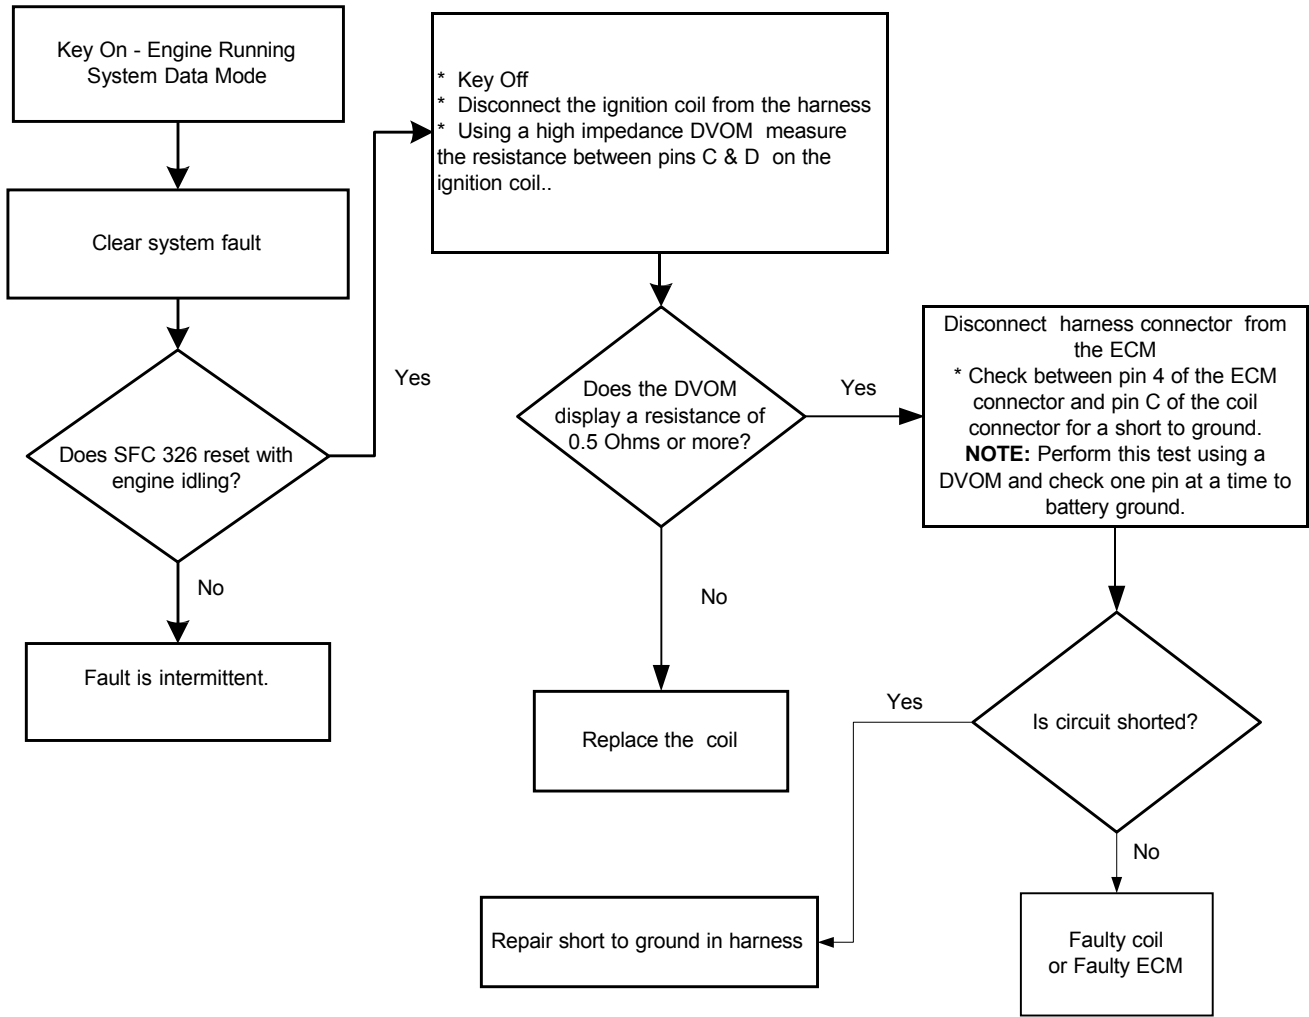 Key On - Engine Running
System Data Mode
Clear system fault
Does SFC 326 reset with
engine idling?
Yes
No
Fault is intermittent.
* Key Off
* Disconnect the ignition coil from the harness
* Using a high impedance DVOM measure
the resistance between pins C & D on the
ignition coil..
Does the DVOM
display a resistance of
0.5 Ohms or more?
Yes
No
Replace the coil
Disconnect harness connector from
the ECM
* Check between pin 4 of the ECM
connector and pin C of the coil
connector for a short to ground.
NOTE: Perform this test using a
DVOM and check one pin at a time to
battery ground.
Is circuit shorted?
Yes
No
Repair short to ground in harness
Faulty coil
or Faulty ECM